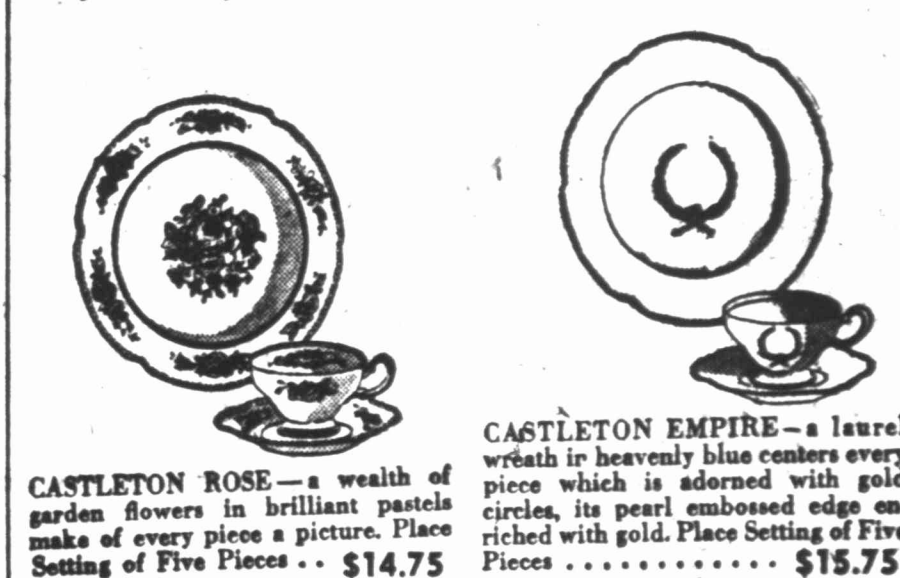 CASTLETON ROSE—a wealth of
garden flowers in brilliant pastels
make of every piece a picture. Place
Setting of Five Pieces . . $14.75
CASTLETON EMPIRE—a laurel
wreath in heavenly blue centers every
piece which is adorned with gold
circles, its pearl embossed edge en
riched with gold. Place Setting of Five
Pieces . . . . . . . . . . . . $15.75